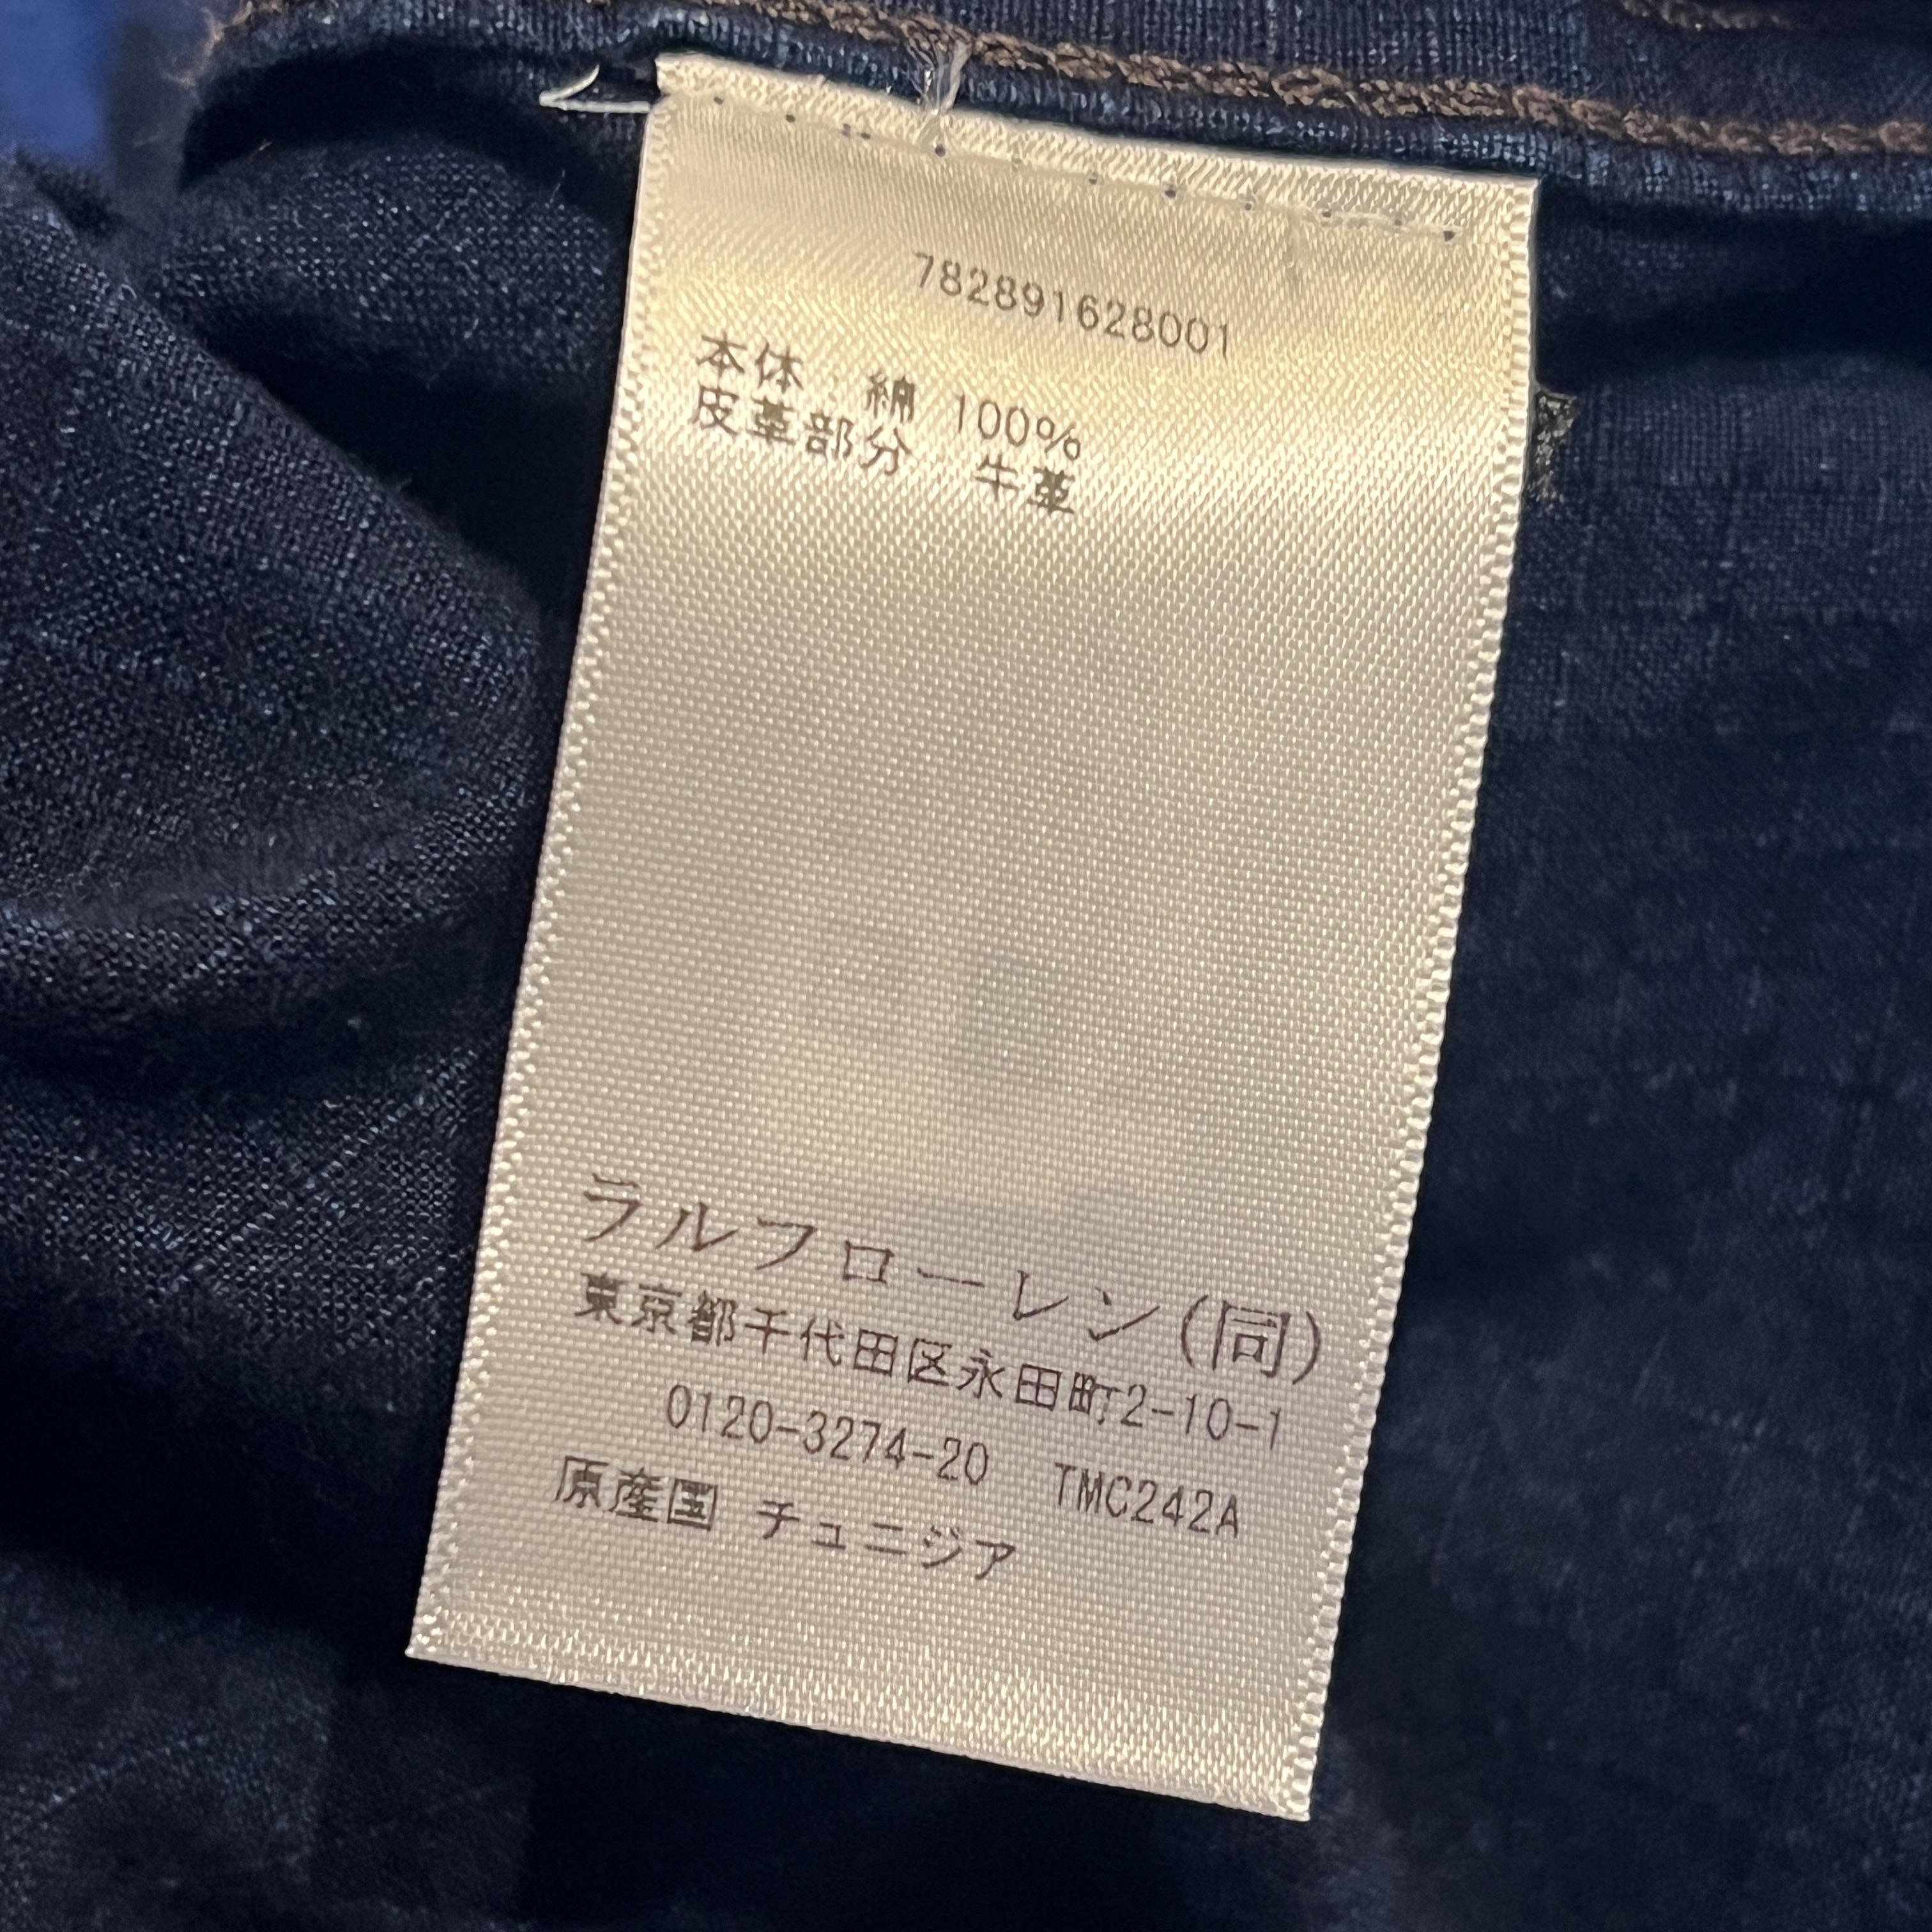 782891628001
本体 : 綿 100%
皮革部分 牛革
ラルフローレン(同)
東京都千代田区永田町2-10-1
0120-3274-20 TMC242A
原産国 チュニジア